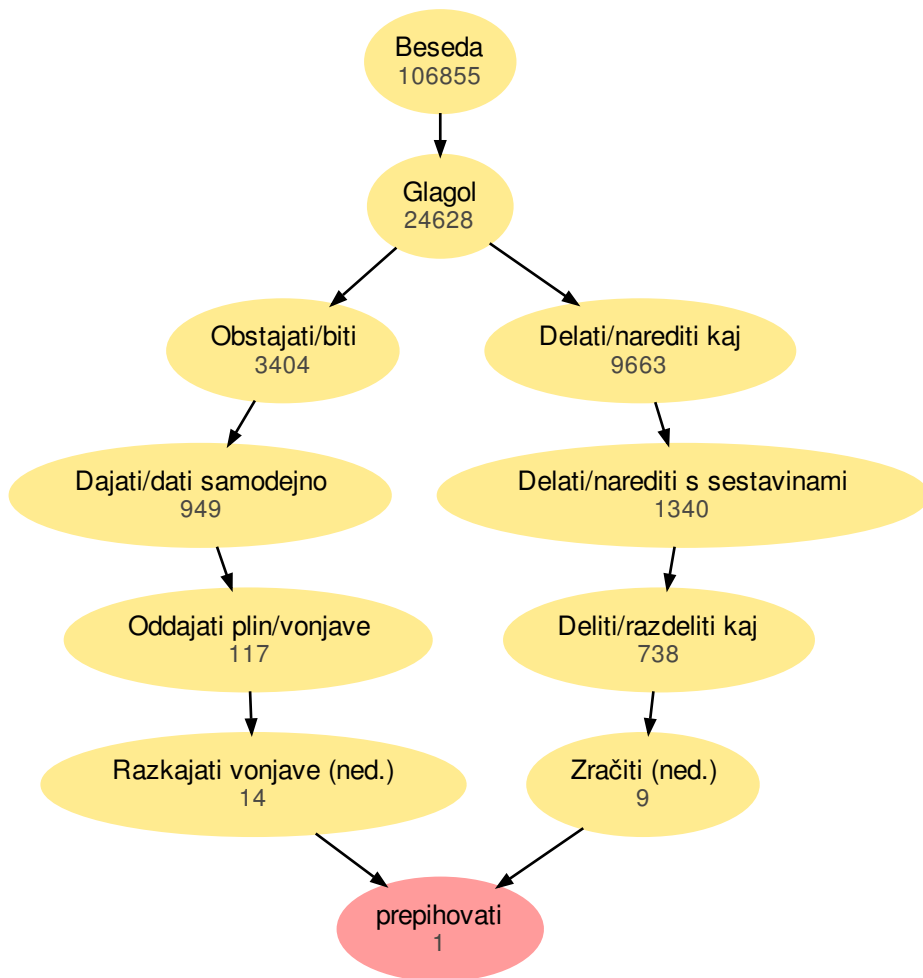 Beseda
106855
Glagol
24628
Obstajati/biti
3404
Delati/narediti kaj
9663
Dajati/dati samodejno
949
Delati/narediti s sestavinami
1340
Oddajati plin/vonjave
117
Deliti/razdeliti kaj
738
Razkajati vonjave (ned.)
14
Zračiti (ned.)
9
prepihovati
1